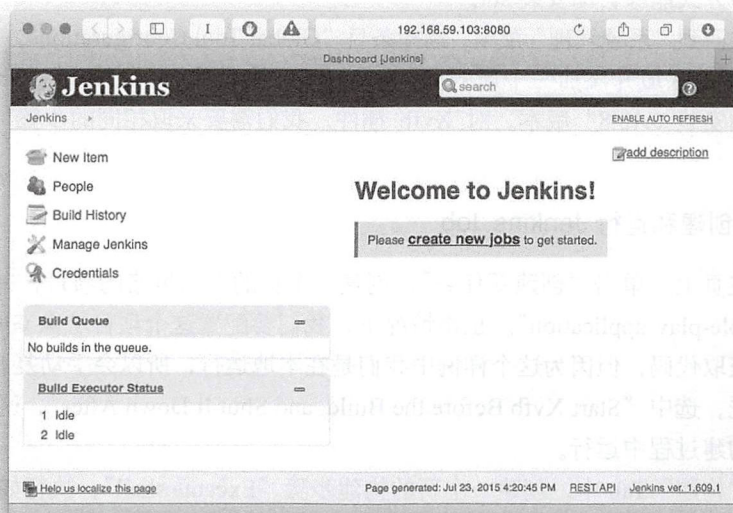 192.168.59.103:8080
Dashboard [Jenkins]
Jenkins
search
Jenkins
ENABLE AUTO REFRESH
add description
New Item
People
Build History
Manage Jenkins
Credentials
Welcome to Jenkins!
Please create new jobs to get started.
Build Queue
No builds in the queue.
Build Executor Status
1 Idle
2 Idle
Help us localize this page
Page generated: Jul 23, 2015 4:20:45 PM
REST API
Jenkins ver. 1.609.1